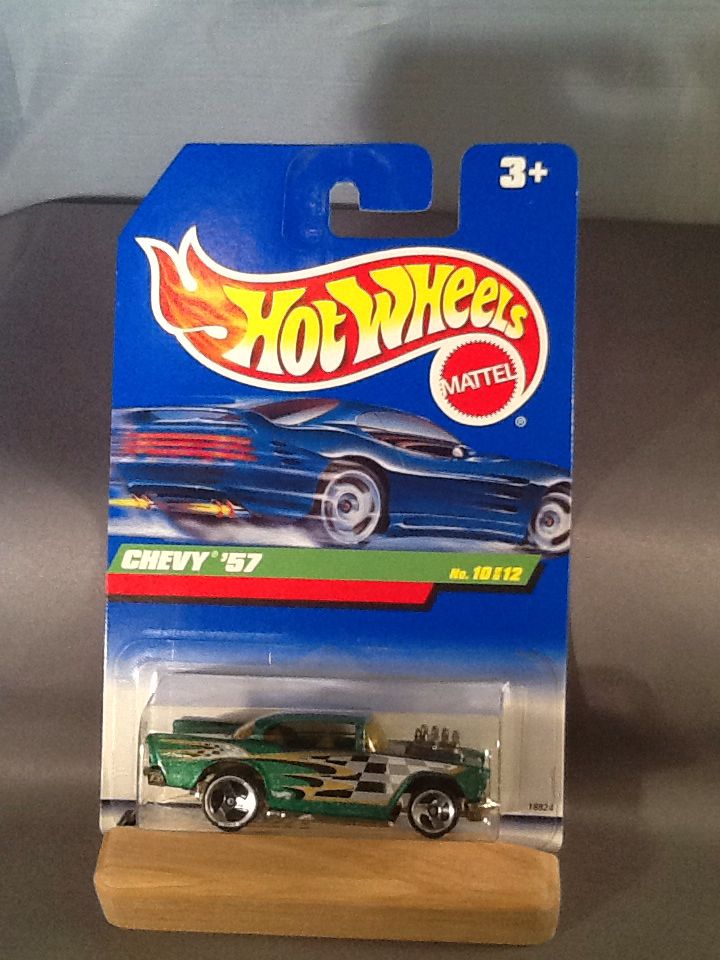 3+
HOT WHEELS
MATTEL
®
CHEVY® '57
No. 10 OF 12
18824